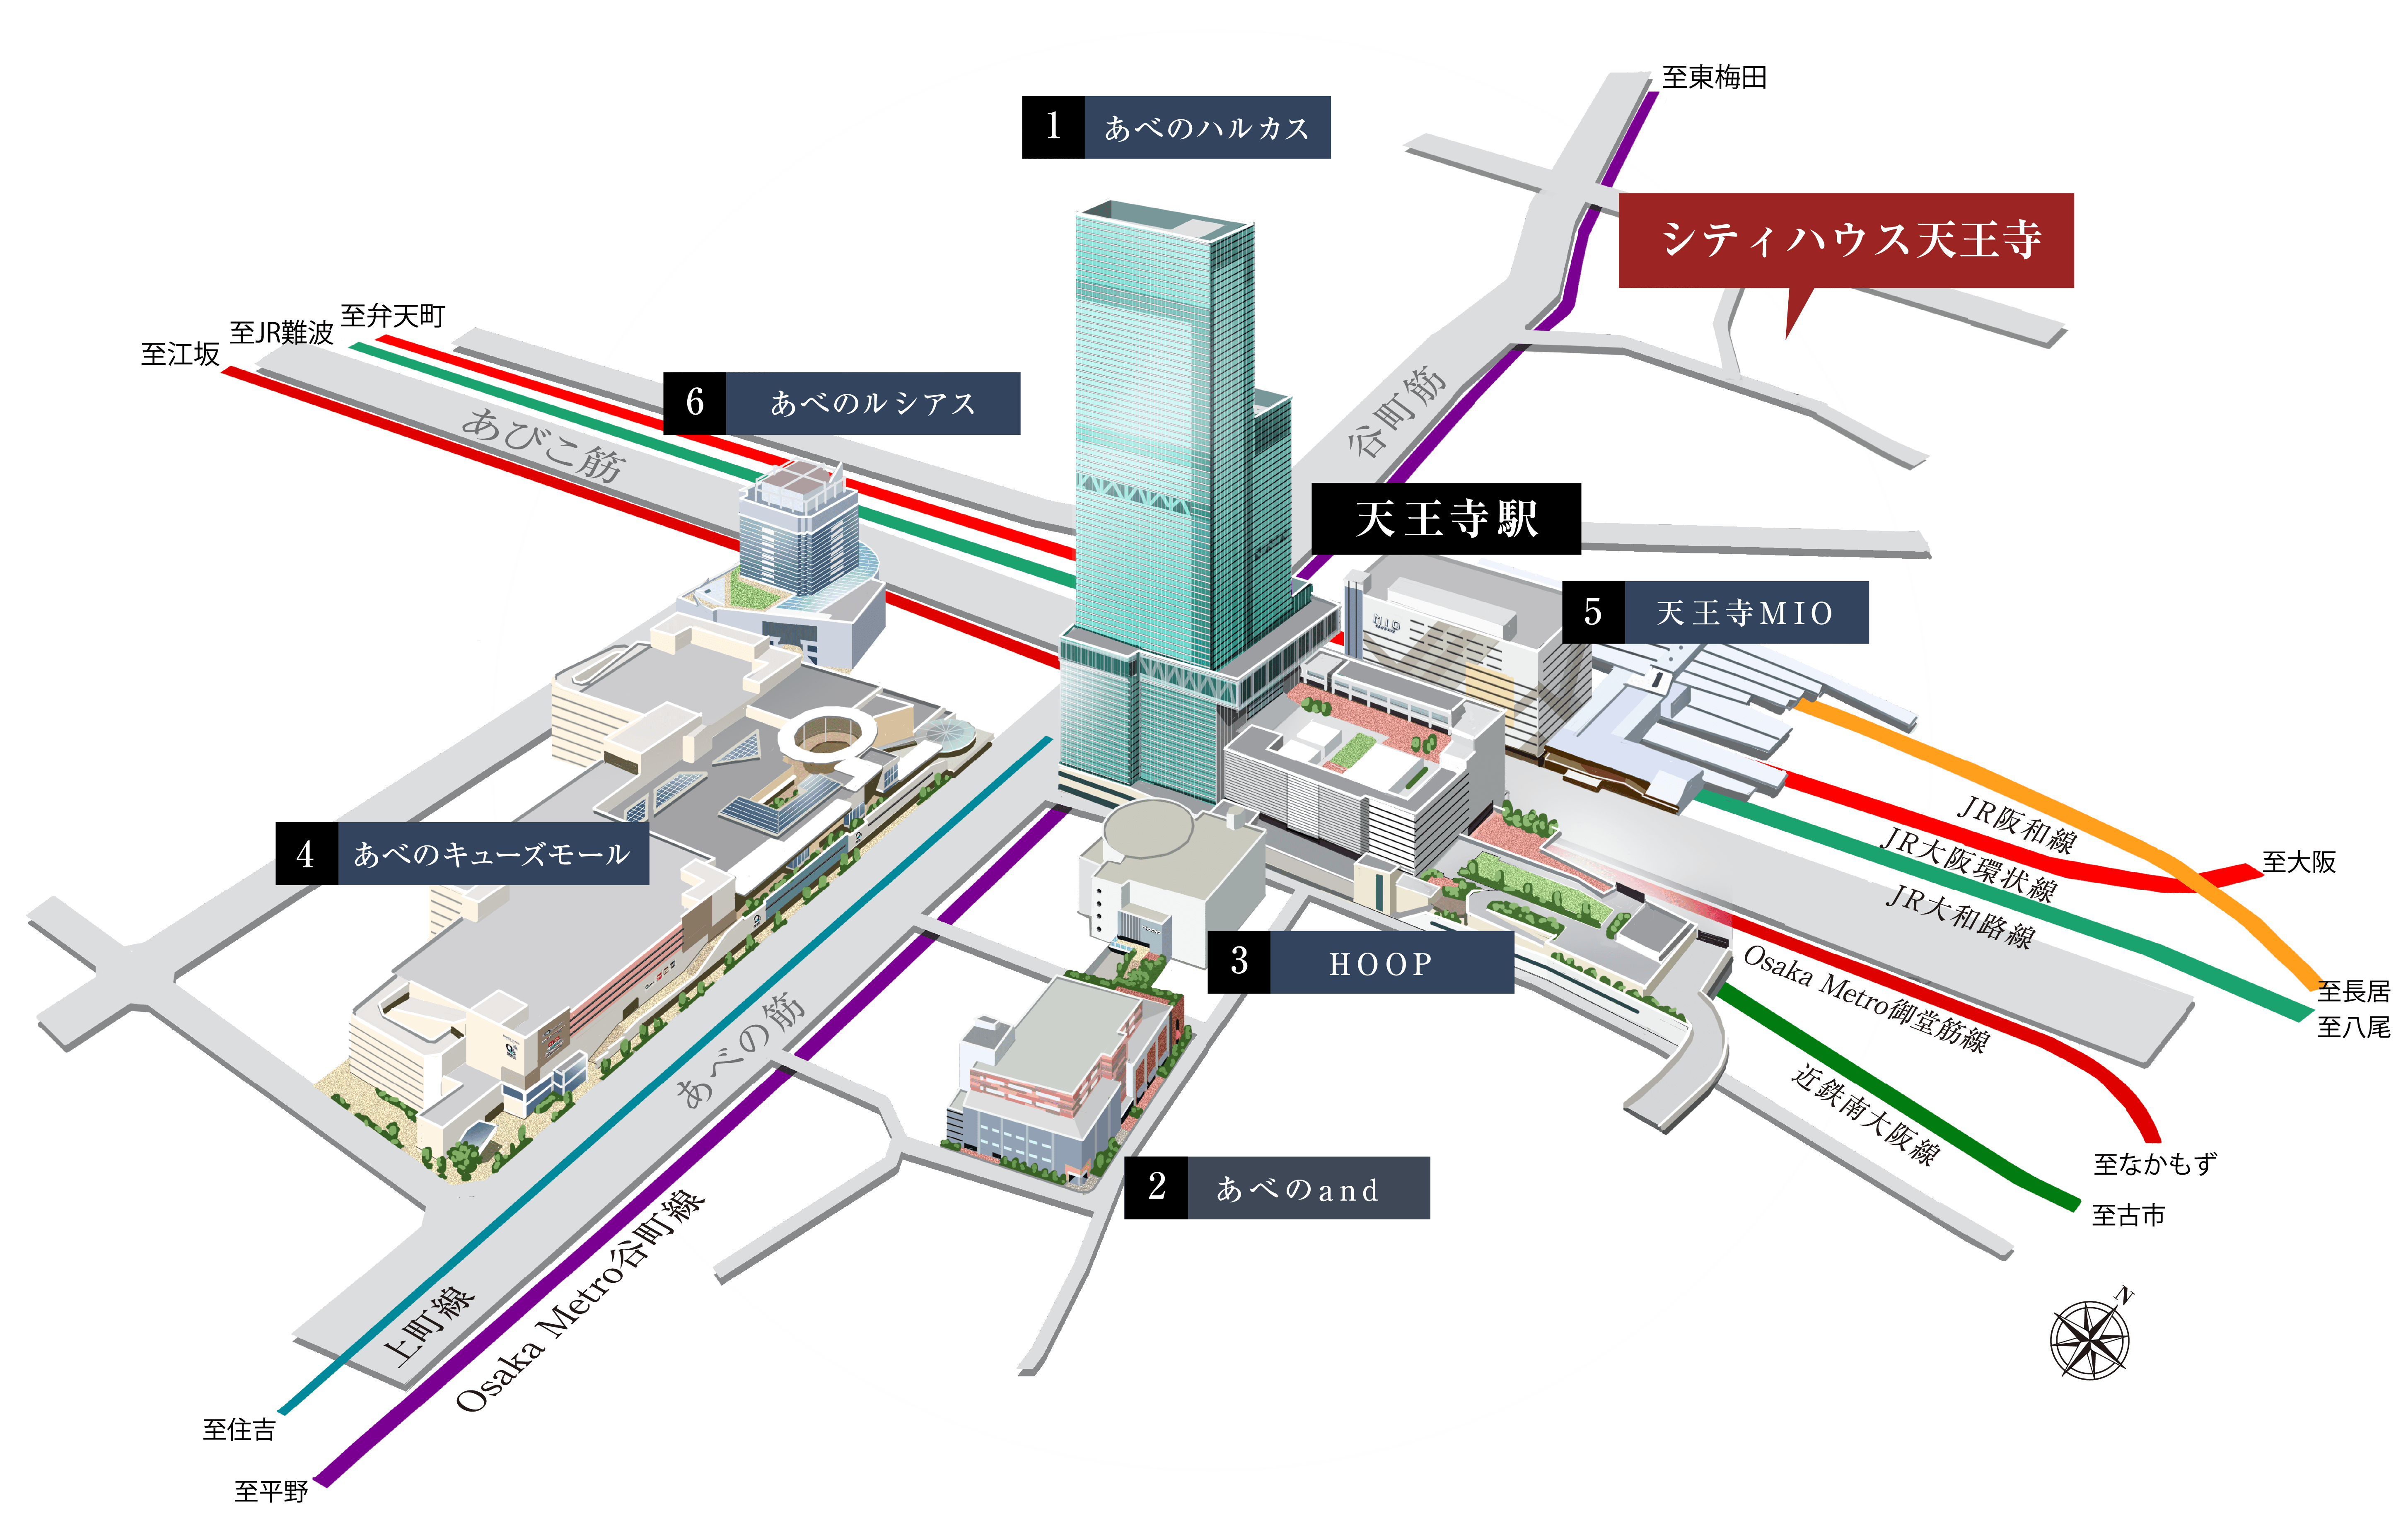 至東梅田
1 あべのハルカス
シティハウス天王寺
至弁天町
至JR難波
至江坂
6 あべのルシアス
あびこ筋
谷町筋
天王寺駅
5 天王寺MIO
MIO
JR阪和線
JR大阪環状線
至大阪
4 あべのキューズモール
JR大和路線
3 HOOP
Osaka Metro御堂筋線
至長居
至八尾
あべの筋
近鉄南大阪線
至なかもず
2 あべのand
至古市
Osaka Metro谷町線
上町線
N
至住吉
至平野